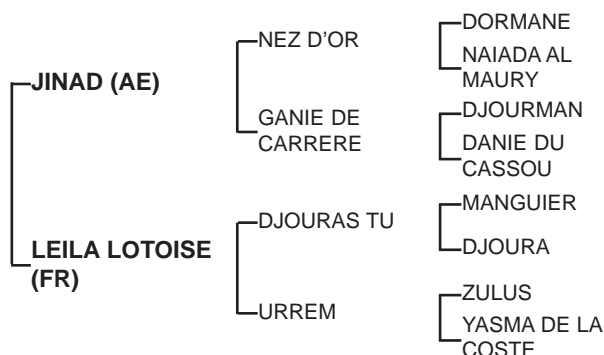 JINAD (AE)
NEZ D'OR
DORMANE
NAIADA AL
MAURY
GANIE DE
CARRERE
DJOURMAN
DANIE DU
CASSOU
LEILA LOTOISE
(FR)
DJOURAS TU
MANGUIER
DJOURA
URREM
ZULUS
YASMA DE LA
COSTE